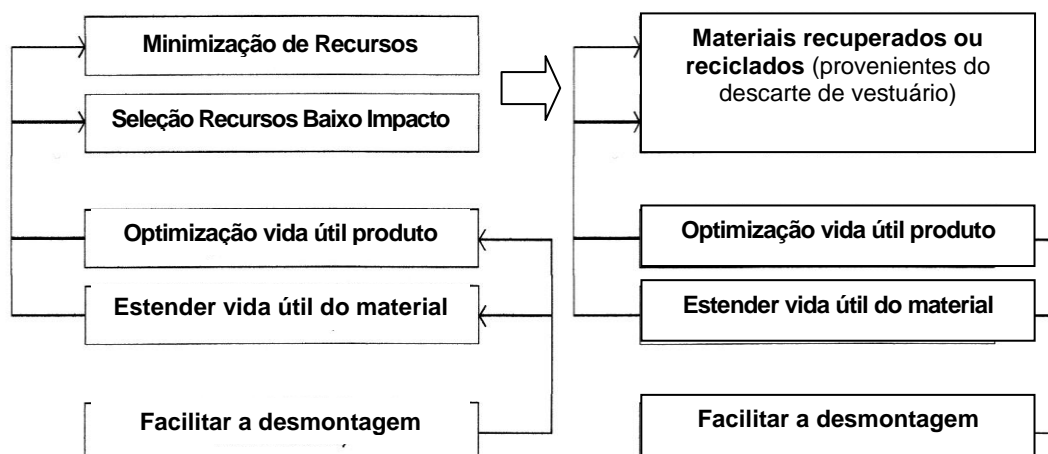 Minimização de Recursos
Seleção Recursos Baixo Impacto
Optimização vida útil produto
Estender vida útil do material
Facilitar a desmontagem
Materiais recuperados ou
reciclados (provenientes do
descarte de vestuário)
Optimização vida útil produto
Estender vida útil do material
Facilitar a desmontagem